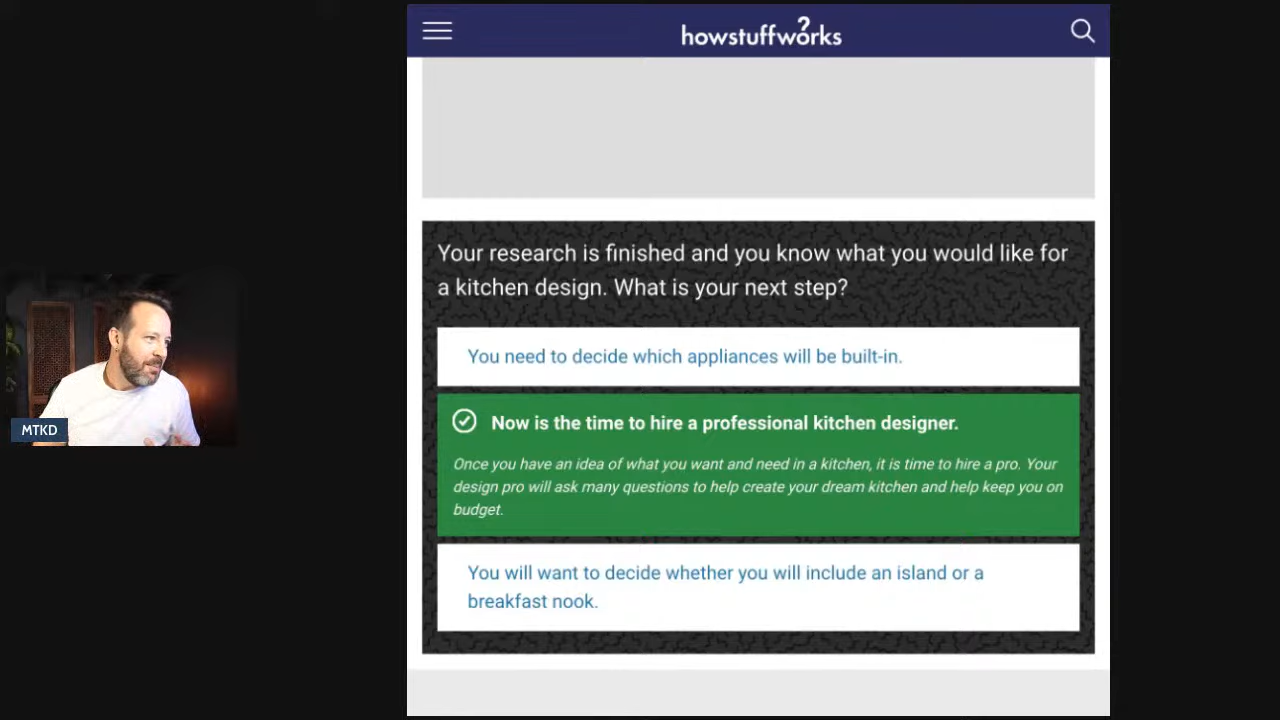 howstuffworks
Your research is finished and you know what you would like for
a kitchen design. What is your next step?
You need to decide which appliances will be built-in.
Now is the time to hire a professional kitchen designer.
Once you have an idea of what you want and need in a kitchen, it is time to hire a pro. Your
design pro will ask many questions to help create your dream kitchen and help keep you on
budget.
You will want to decide whether you will include an island or a
breakfast nook.
MTKD